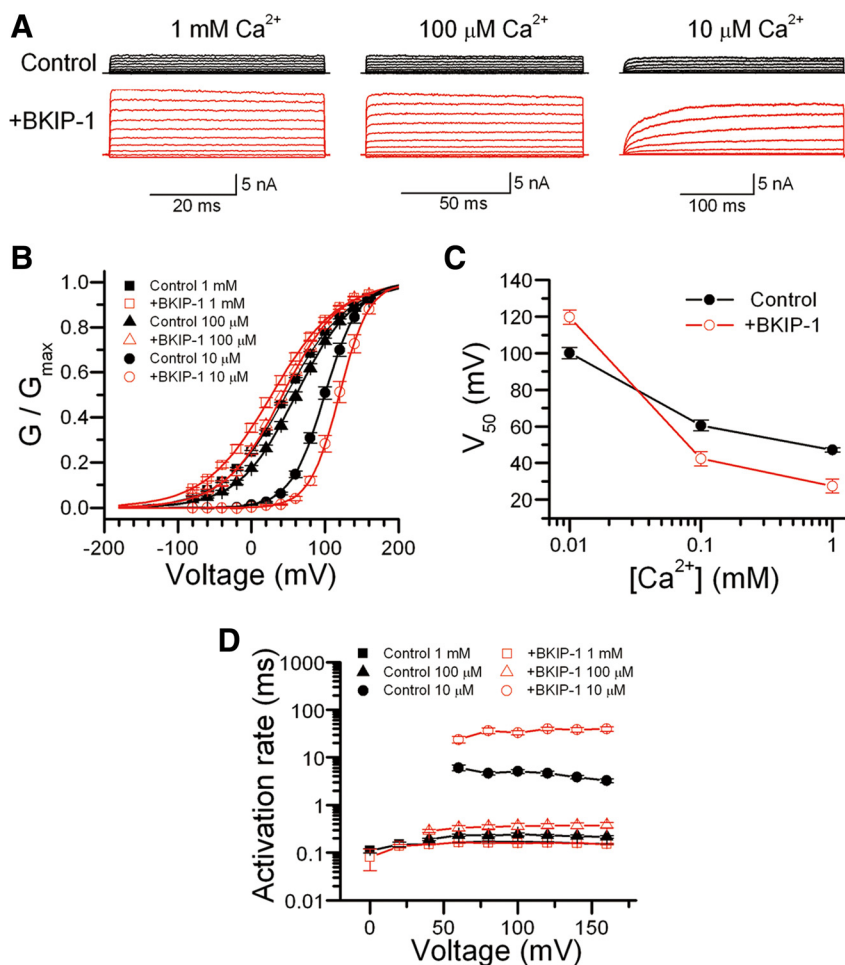 A
1 mM Ca²⁺ 100 μM Ca²⁺ 10 μM Ca²⁺
Control
+BKIP-1
5 nA 5 nA 5 nA
20 ms 50 ms 100 ms
B
G / Gmax
1.0
0.8
0.6
0.4
0.2
0.0
Control 1 mM
+BKIP-1 1 mM
Control 100 μM
+BKIP-1 100 μM
Control 10 μM
+BKIP-1 10 μM
-200 -100 0 100 200
Voltage (mV)
C
V50 (mV)
140
120
100
80
60
40
20
Control
+BKIP-1
0.01 0.1 1
[Ca²⁺] (mM)
D
Control 1 mM +BKIP-1 1 mM
Control 100 μM +BKIP-1 100 μM
Control 10 μM +BKIP-1 10 μM
Activation rate (ms)
1000
100
10
1
0.1
0.01
0 50 100 150
Voltage (mV)